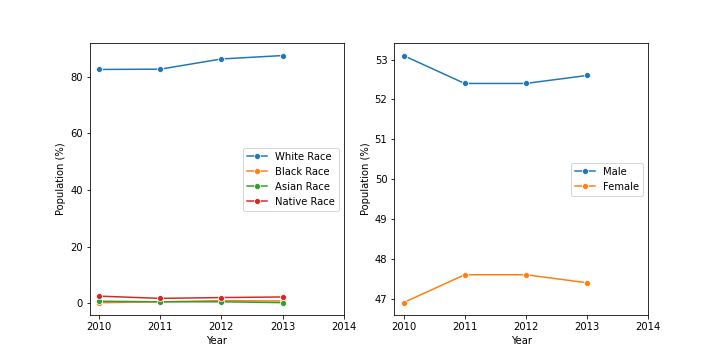 80
60
40
20
0
Population (%)
2010 2011 2012 2013 2014
Year
White Race
Black Race
Asian Race
Native Race
53
52
51
50
49
48
47
Population (%)
2010 2011 2012 2013 2014
Year
Male
Female